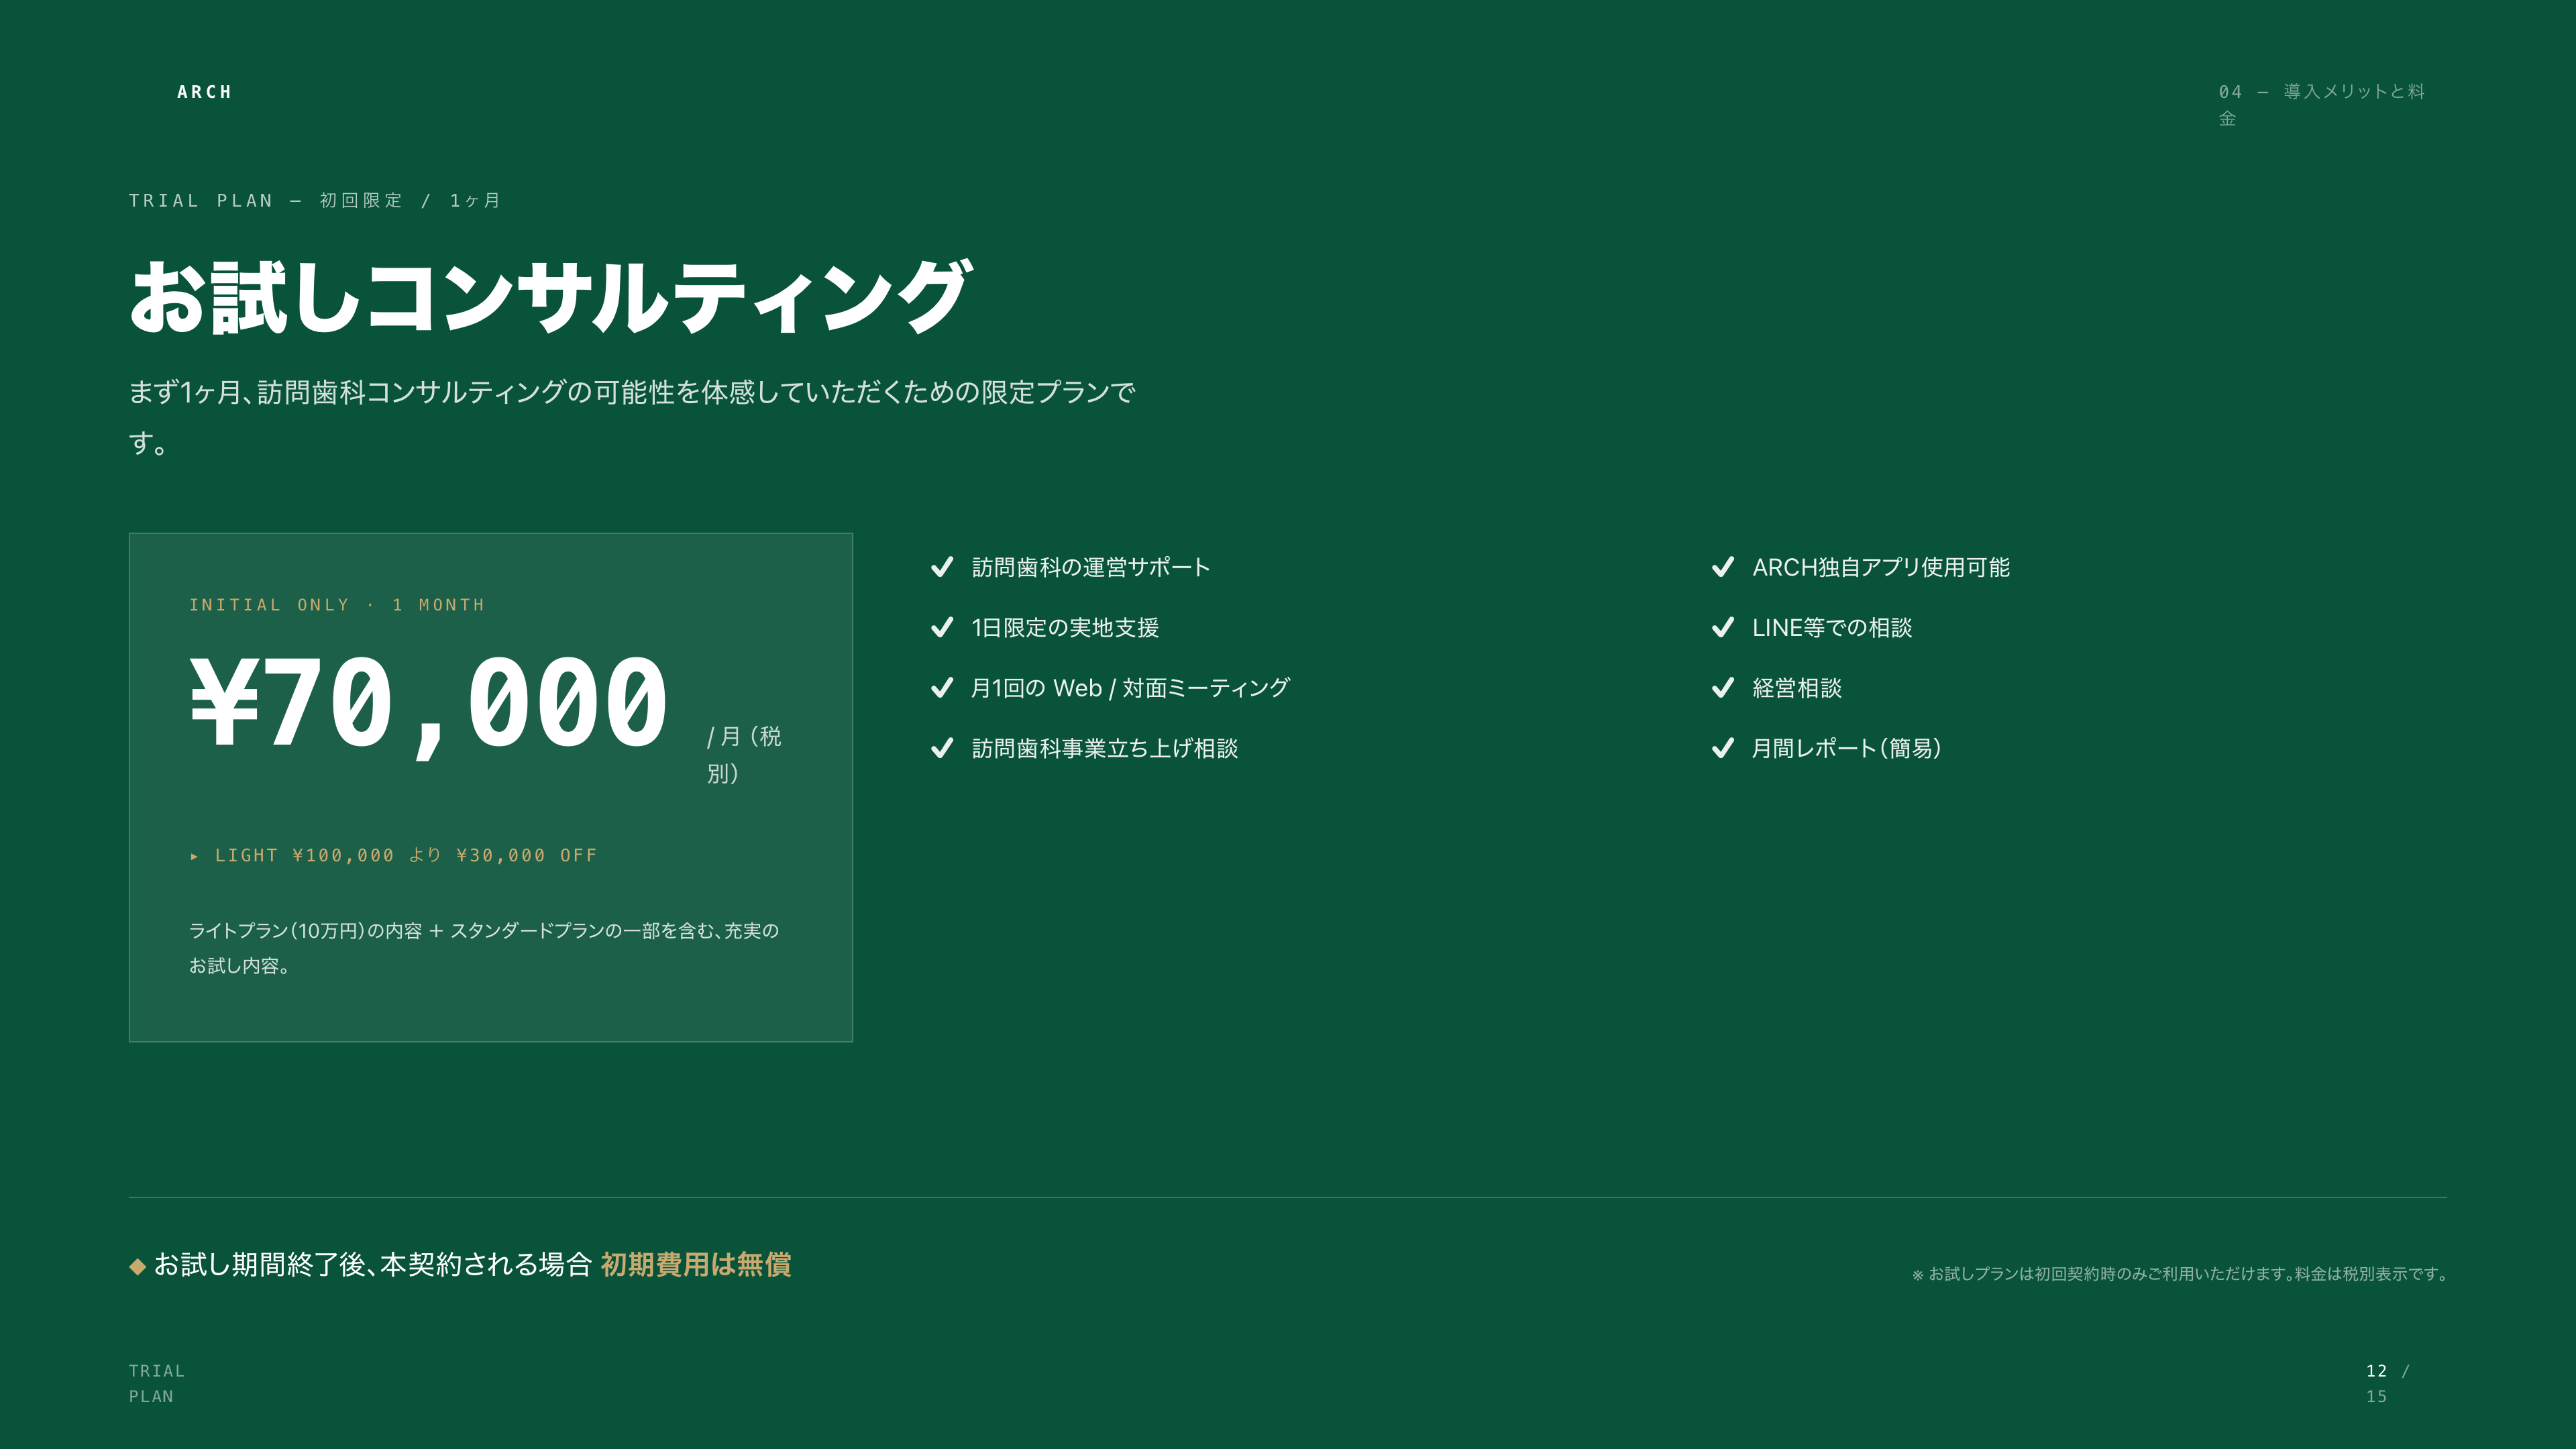 ARCH
04 — 導入メリットと料
金
TRIAL PLAN — 初回限定 / 1ヶ月
お試しコンサルティング
まず1ヶ月、訪問歯科コンサルティングの可能性を体感していただくための限定プランで
す。
INITIAL ONLY · 1 MONTH
¥70,000
/ 月（税
別）
▸ LIGHT ¥100,000 より ¥30,000 OFF
ライトプラン（10万円）の内容 ＋ スタンダードプランの一部を含む、充実の
お試し内容。
✔ 訪問歯科の運営サポート
✔ 1日限定の実地支援
✔ 月1回の Web / 対面ミーティング
✔ 訪問歯科事業立ち上げ相談
✔ ARCH独自アプリ使用可能
✔ LINE等での相談
✔ 経営相談
✔ 月間レポート（簡易）
◆ お試し期間終了後、本契約される場合 初期費用は無償
※ お試しプランは初回契約時のみご利用いただけます。料金は税別表示です。
TRIAL
PLAN
12 /
15